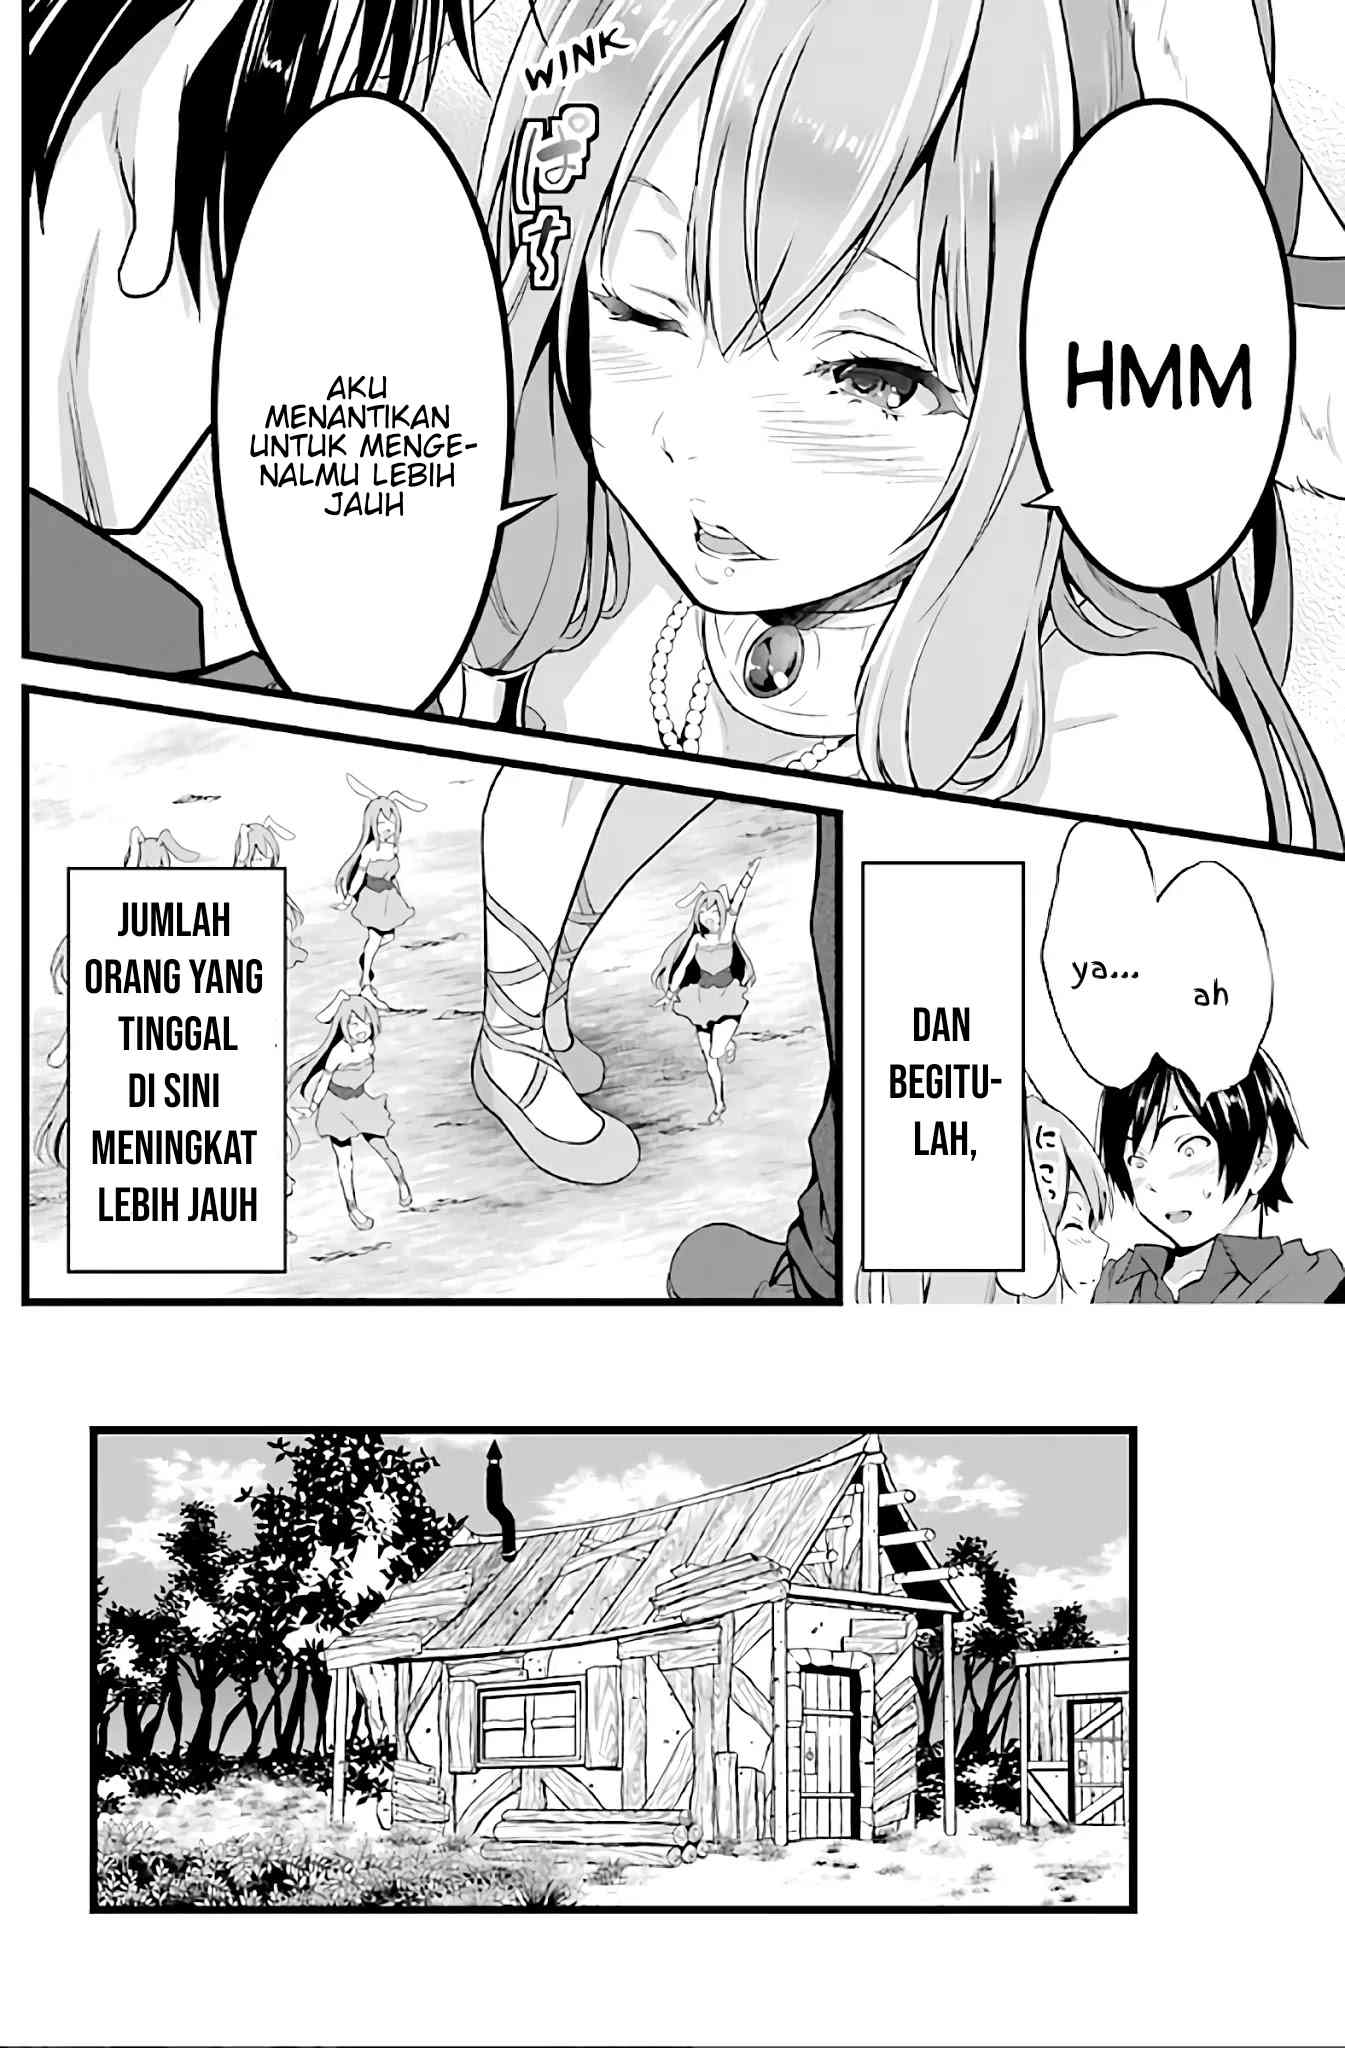 HMM
WINK
ぱち
AKU
MENANTIKAN
UNTUK MENGE-
NALMU LEBIH
JAUH
ah
ya...
にこっ
DAN
BEGITU-
LAH,
JUMLAH
ORANG YANG
TINGGAL
DI SINI
MENINGKAT
LEBIH JAUH